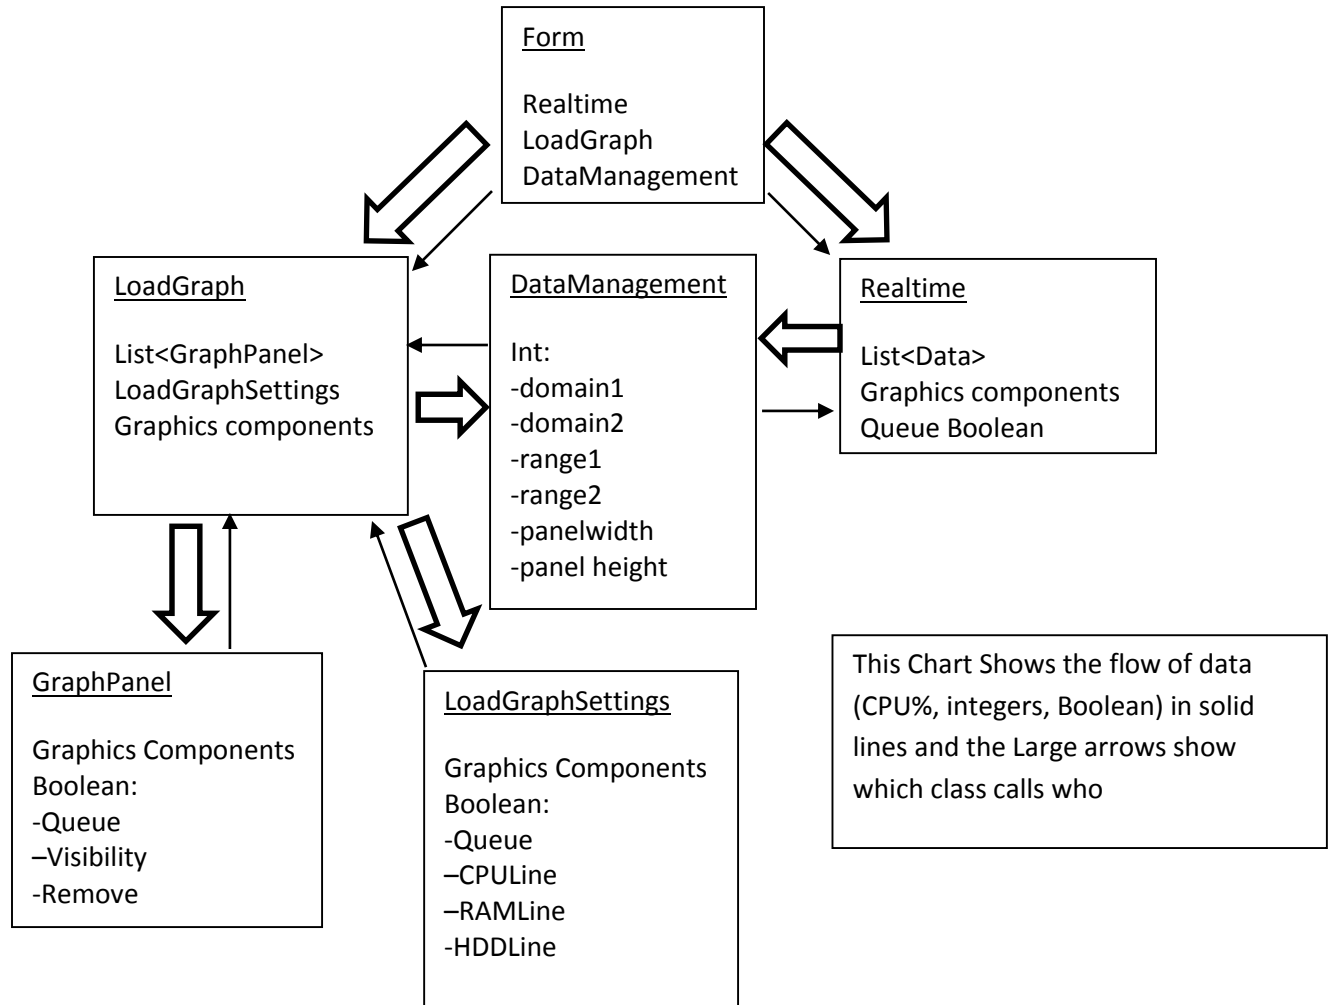 Form
Realtime
LoadGraph
DataManagement
LoadGraph
List<GraphPanel>
LoadGraphSettings
Graphics components
DataManagement
Int:
-domain1
-domain2
-range1
-range2
-panelwidth
-panel height
Realtime
List<Data>
Graphics components
Queue Boolean
GraphPanel
Graphics Components
Boolean:
-Queue
–Visibility
-Remove
LoadGraphSettings
Graphics Components
Boolean:
-Queue
–CPULine
–RAMLine
-HDDLine
This Chart Shows the flow of data
(CPU%, integers, Boolean) in solid
lines and the Large arrows show
which class calls who